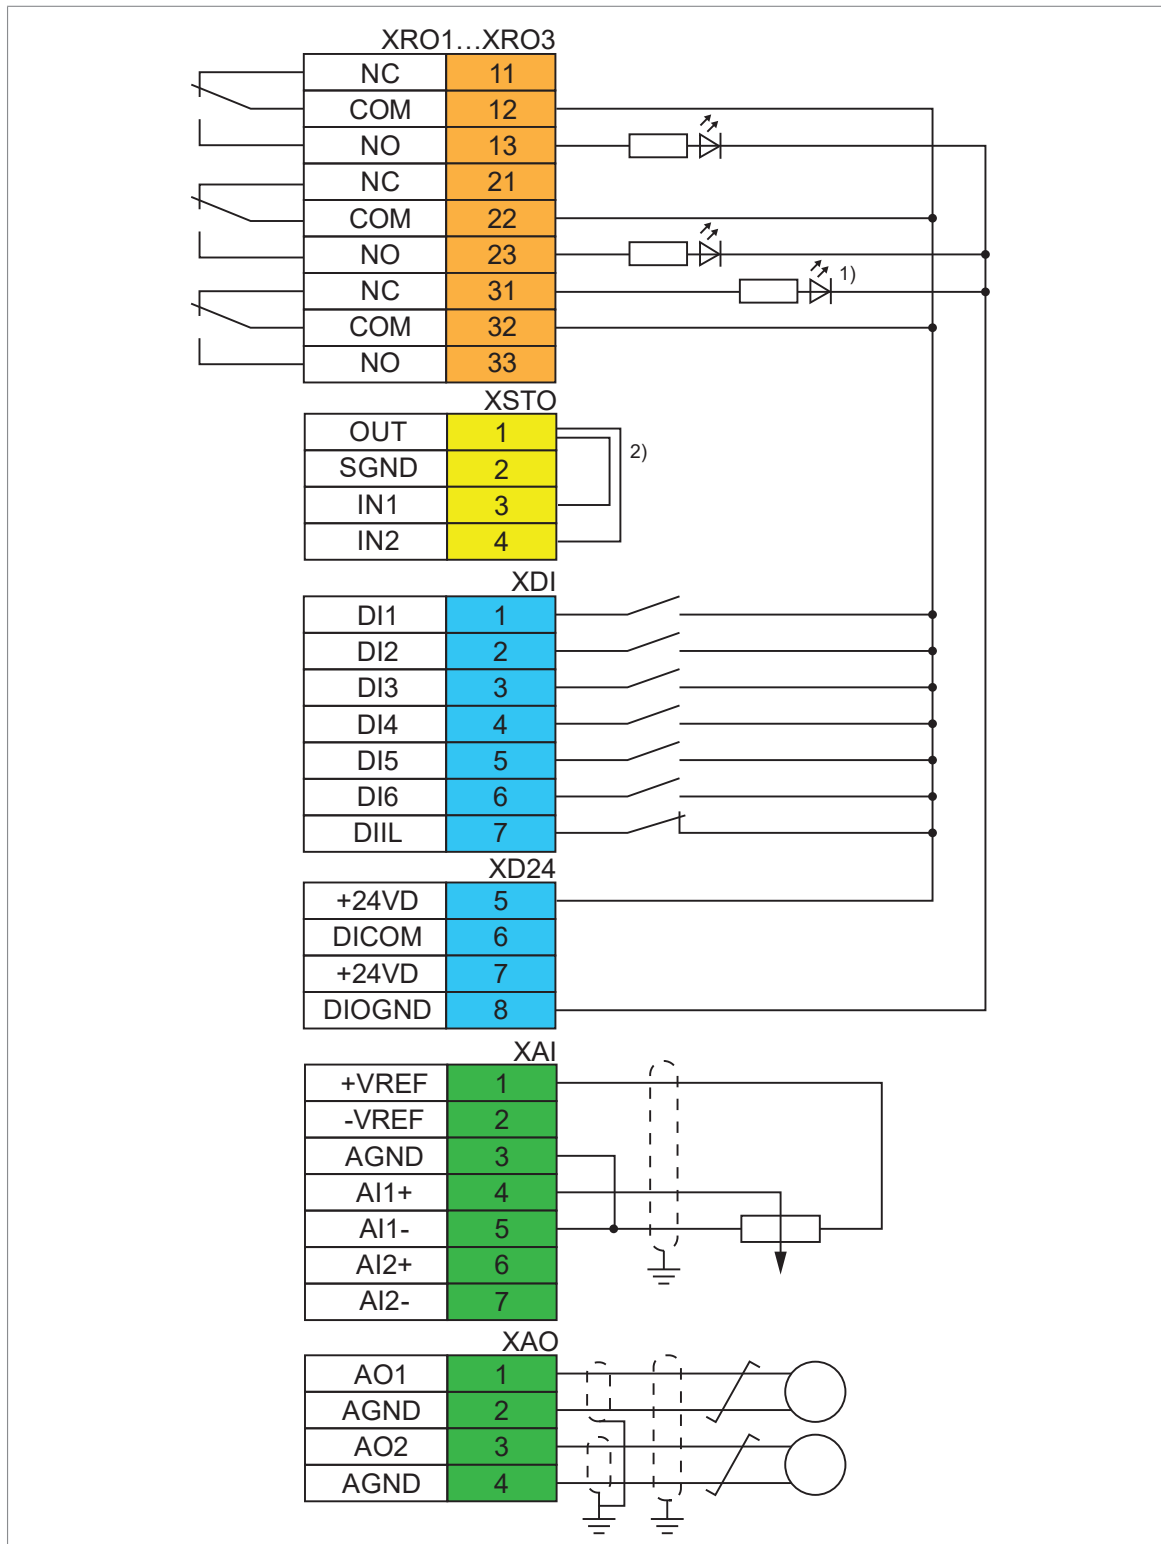 XRO1...XRO3
NC 11
COM 12
NO 13
NC 21
COM 22
NO 23
NC 31 1)
COM 32
NO 33
XSTO
OUT 1
SGND 2 2)
IN1 3
IN2 4
XDI
DI1 1
DI2 2
DI3 3
DI4 4
DI5 5
DI6 6
DIIL 7
XD24
+24VD 5
DICOM 6
+24VD 7
DIOGND 8
XAI
+VREF 1
-VREF 2
AGND 3
AI1+ 4
AI1- 5
AI2+ 6
AI2- 7
XAO
AO1 1
AGND 2
AO2 3
AGND 4